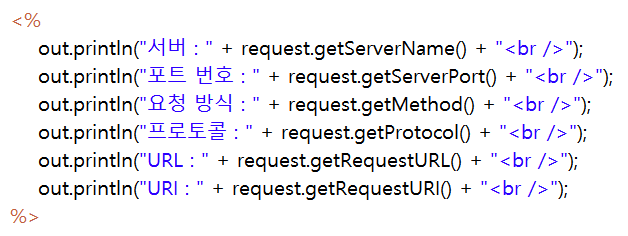 <%
out.println("서버 : " + request.getServerName() + "<br />");
out.println("포트 번호 : " + request.getServerPort() + "<br />");
out.println("요청 방식 : " + request.getMethod() + "<br />");
out.println("프로토콜 : " + request.getProtocol() + "<br />");
out.println("URL : " + request.getRequestURL() + "<br />");
out.println("URI : " + request.getRequestURI() + "<br />");
%>